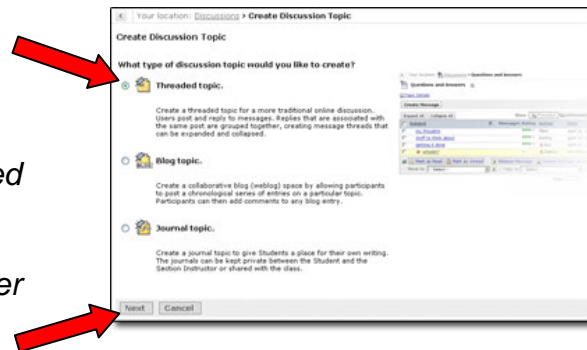 Your location: Discussions > Create Discussion Topic
Create Discussion Topic
What type of discussion topic would you like to create?
Threaded topic.
Create a threaded topic for a more traditional online discussion.
Users post and reply to messages. Replies that are associated with
the same post are grouped together, creating message threads that
can be expanded and collapsed.
ed
Blog topic.
Create a collaborative blog (weblog) space by allowing participants
to post a chronological series of entries on a particular topic.
Participants can then add comments to any blog entry.
Journal topic.
Create a journal topic to give Students a place for their own writing.
The journals can be kept private between the Student and the
Section Instructor or shared with the class.
er
Next Cancel
Questions and Answers
Create Message